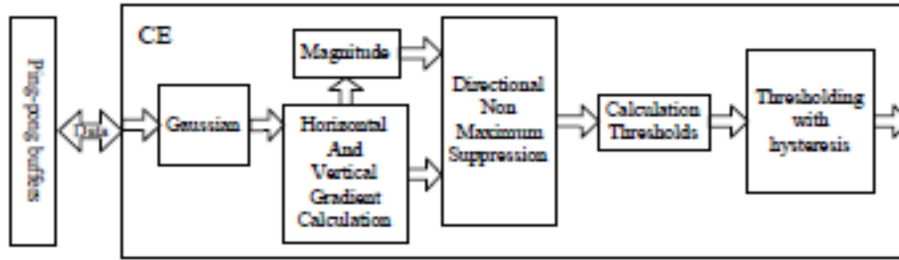 Ping-pong buffers
Data
CE
Gaussian
Magnitude
Horizontal
And
Vertical
Gradient
Calculation
Directional
Non
Maximum
Suppression
Calculation
Thresholds
Thresholding
with
hysteresis